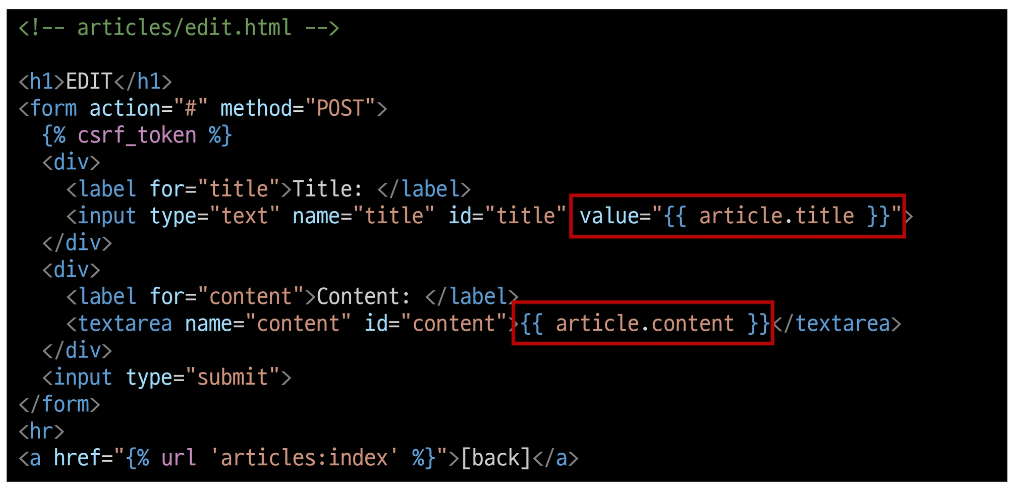 <!-- articles/edit.html -->
<h1>EDIT</h1>
<form action="#" method="POST">
{% csrf_token %}
<div>
<label for="title">Title: </label>
<input type="text" name="title" id="title" value="{{ article.title }}">
</div>
<div>
<label for="content">Content: </label>
<textarea name="content" id="content">{{ article.content }}</textarea>
</div>
<input type="submit">
</form>
<hr>
<a href="{% url 'articles:index' %}">[back]</a>